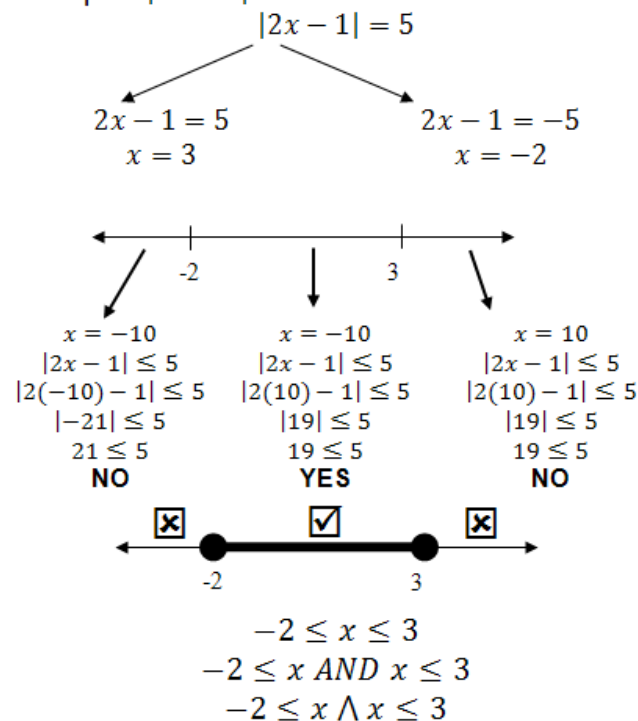 |2x − 1| = 5
2x − 1 = 5
x = 3
2x − 1 = −5
x = −2
-2
3
x = −10
|2x − 1| ≤ 5
|2(−10) − 1| ≤ 5
|−21| ≤ 5
21 ≤ 5
NO
x = −10
|2x − 1| ≤ 5
|2(10) − 1| ≤ 5
|19| ≤ 5
19 ≤ 5
YES
x = 10
|2x − 1| ≤ 5
|2(10) − 1| ≤ 5
|19| ≤ 5
19 ≤ 5
NO
-2
3
−2 ≤ x ≤ 3
−2 ≤ x AND x ≤ 3
−2 ≤ x ⋀ x ≤ 3